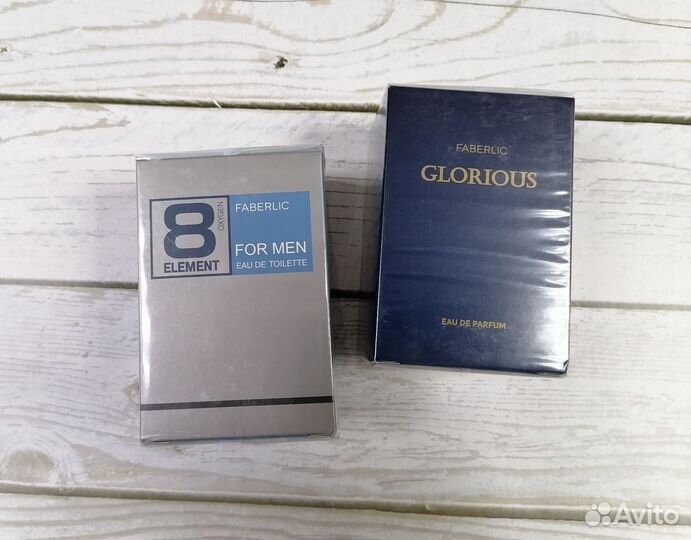 8
OXYGEN
ELEMENT
FABERLIC
FOR MEN
EAU DE TOILETTE
FABERLIC
GLORIOUS
EAU DE PARFUM
Avito